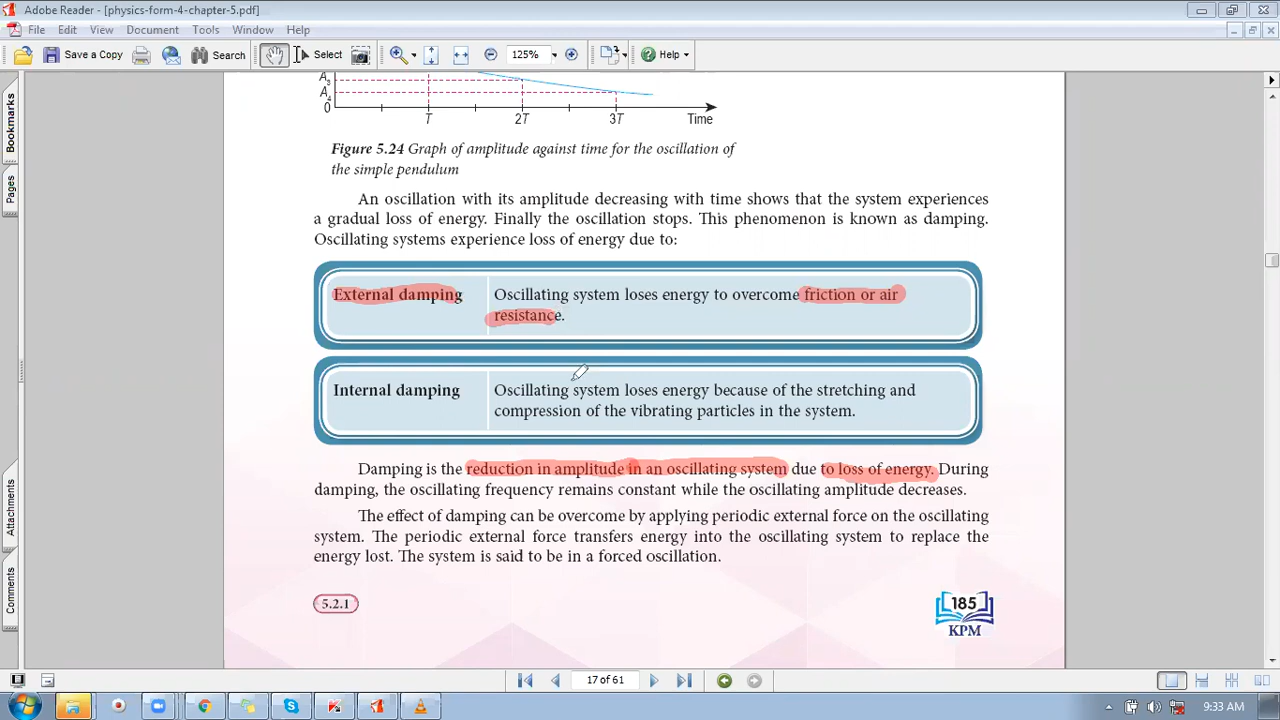 Adobe Reader - [physics-form-4-chapter-5.pdf]
File Edit View Document Tools Window Help
Save a Copy Search Select 125% Help
Bookmarks
Pages
Attachments
Comments
A3
A4
0 T 2T 3T Time
Figure 5.24 Graph of amplitude against time for the oscillation of
the simple pendulum
An oscillation with its amplitude decreasing with time shows that the system experiences
a gradual loss of energy. Finally the oscillation stops. This phenomenon is known as damping.
Oscillating systems experience loss of energy due to:
External damping Oscillating system loses energy to overcome friction or air
resistance.
Internal damping Oscillating system loses energy because of the stretching and
compression of the vibrating particles in the system.
Damping is the reduction in amplitude in an oscillating system due to loss of energy. During
damping, the oscillating frequency remains constant while the oscillating amplitude decreases.
The effect of damping can be overcome by applying periodic external force on the oscillating
system. The periodic external force transfers energy into the oscillating system to replace the
energy lost. The system is said to be in a forced oscillation.
5.2.1
185
KPM
17 of 61
9:33 AM